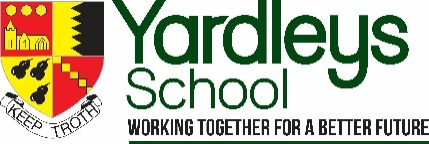 Yardleys
School
WORKING TOGETHER FOR A BETTER FUTURE
KEEP TROTH